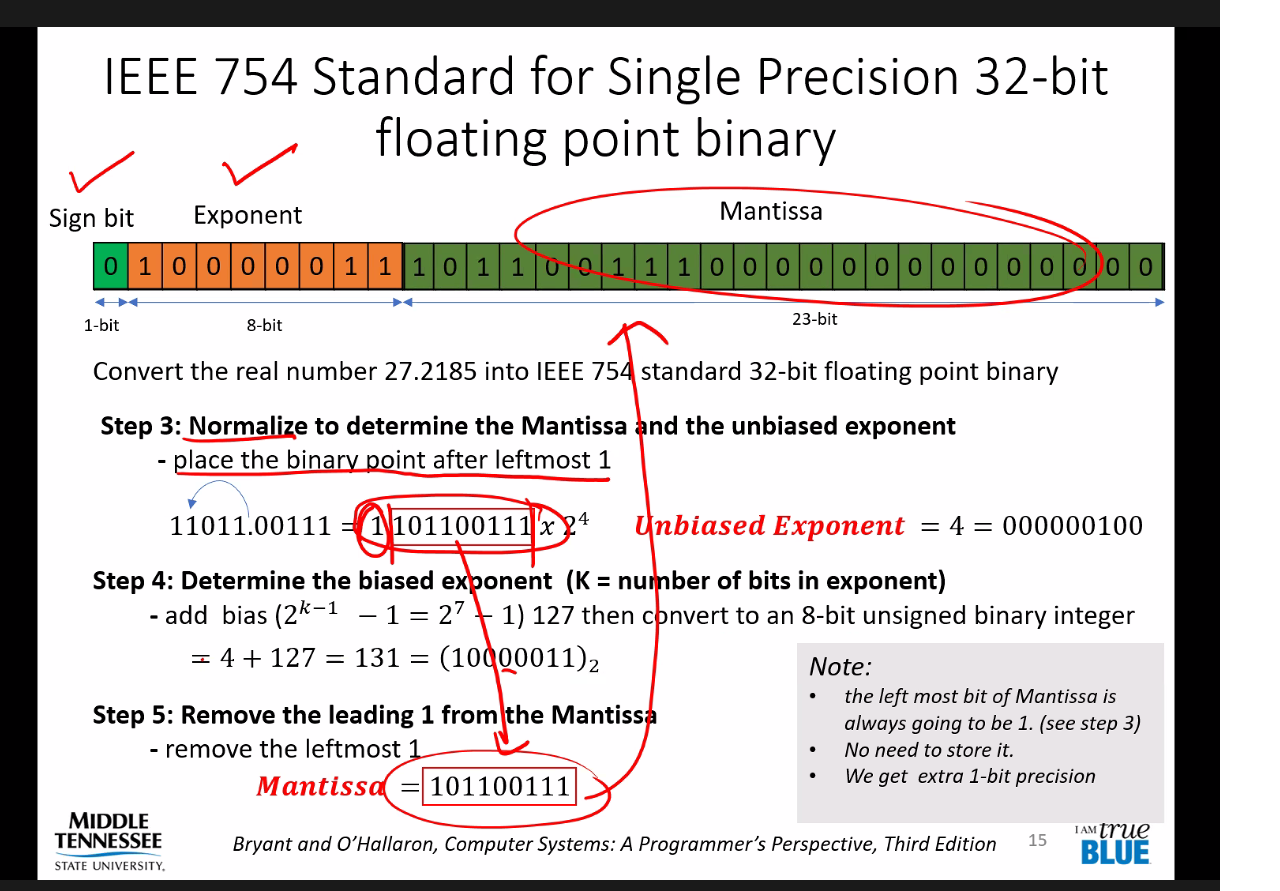 IEEE 754 Standard for Single Precision 32-bit
floating point binary
Sign bit Exponent Mantissa
0 1 0 0 0 0 0 1 1 1 0 1 1 0 0 1 1 1 0 0 0 0 0 0 0 0 0 0 0 0 0 0
1-bit 8-bit 23-bit
Convert the real number 27.2185 into IEEE 754 standard 32-bit floating point binary
Step 3: Normalize to determine the Mantissa and the unbiased exponent
- place the binary point after leftmost 1
11011.00111 = 1.101100111 x 2⁴ Unbiased Exponent = 4 = 000000100
Step 4: Determine the biased exponent (K = number of bits in exponent)
- add bias (2ᵏ⁻¹ − 1 = 2⁷ − 1) 127 then convert to an 8-bit unsigned binary integer
= 4 + 127 = 131 = (10000011)₂
Step 5: Remove the leading 1 from the Mantissa
- remove the leftmost 1
Mantissa = 101100111
Note:
• the left most bit of Mantissa is
always going to be 1. (see step 3)
• No need to store it.
• We get extra 1-bit precision
MIDDLE
TENNESSEE
STATE UNIVERSITY.
Bryant and O’Hallaron, Computer Systems: A Programmer’s Perspective, Third Edition
15
I AM true
BLUE